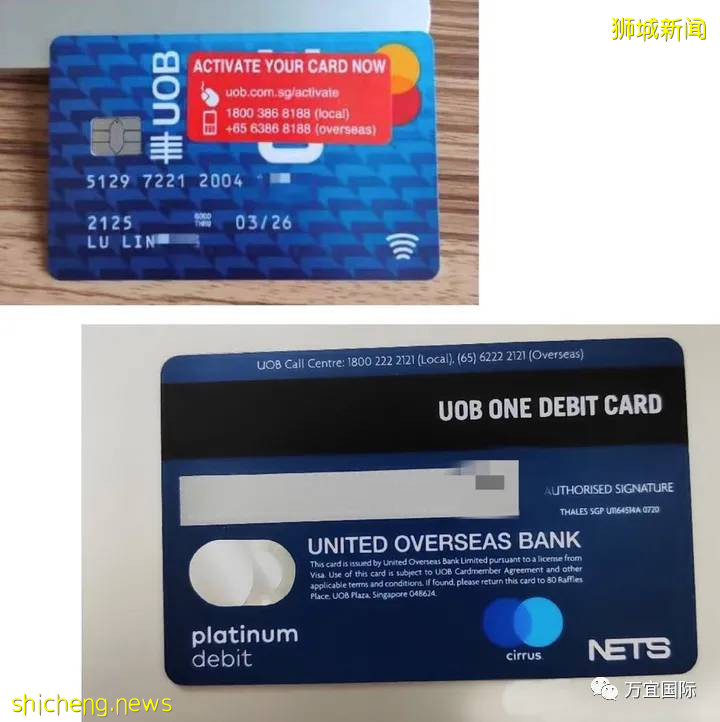 狮城新闻
UOB
ACTIVATE YOUR CARD NOW
uob.com.sg/activate
1800 386 8188 (local)
+65 6386 8188 (overseas)
5129 7221 2004
2125 GOOD THRU 03/26
LU LIN
UOB Call Centre: 1800 222 2121 (Local), (65) 6222 2121 (Overseas)
UOB ONE DEBIT CARD
AUTHORISED SIGNATURE
THALES SGP U1164514A 0720
UNITED OVERSEAS BANK
This card is issued by United Overseas Bank Limited pursuant to a license from
Visa. Use of this card is subject to UOB Cardmember Agreement and other
applicable terms and conditions. If found, please return this card to 80 Raffles
Place, UOB Plaza, Singapore 048624.
platinum
debit
cirrus
NETS
shicheng.news
万宜国际